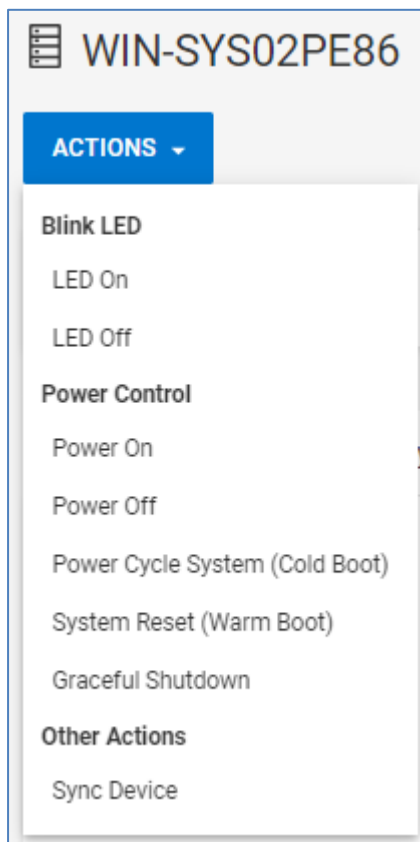 WIN-SYS02PE86
ACTIONS
Blink LED
LED On
LED Off
Power Control
Power On
Power Off
Power Cycle System (Cold Boot)
System Reset (Warm Boot)
Graceful Shutdown
Other Actions
Sync Device